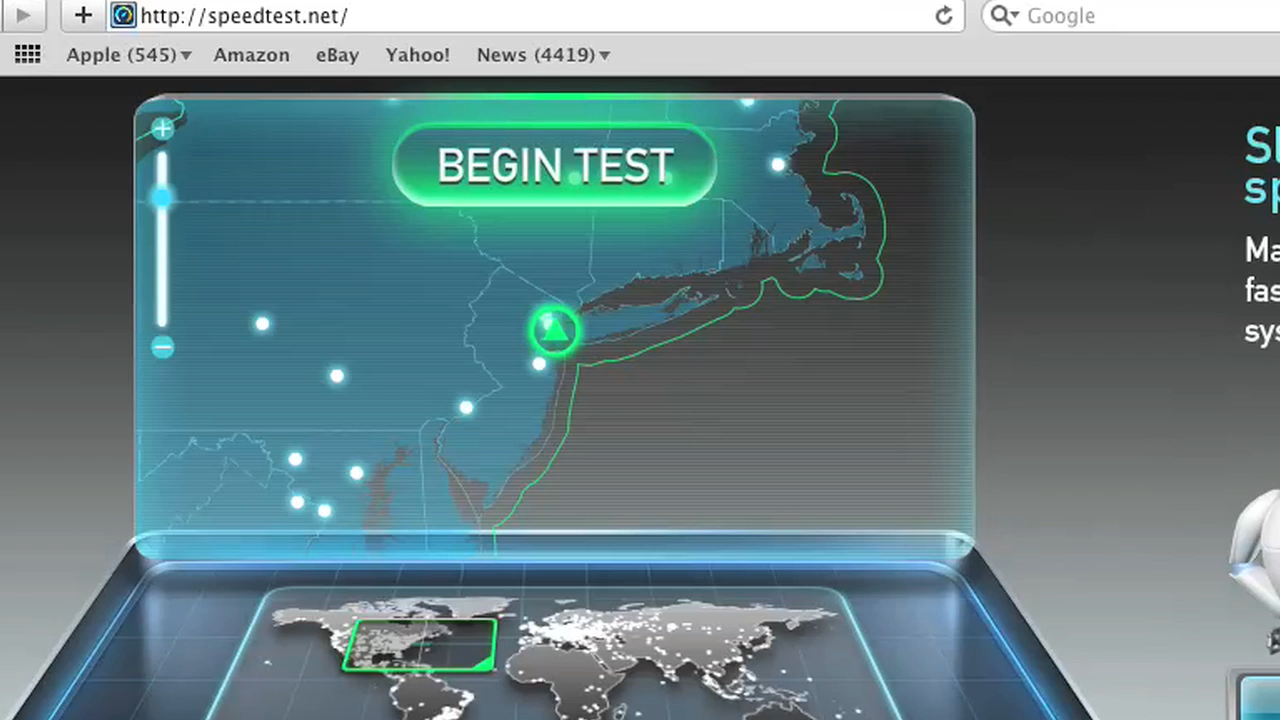 http://speedtest.net/
Google
Apple (545) Amazon eBay Yahoo! News (4419)
BEGIN TEST